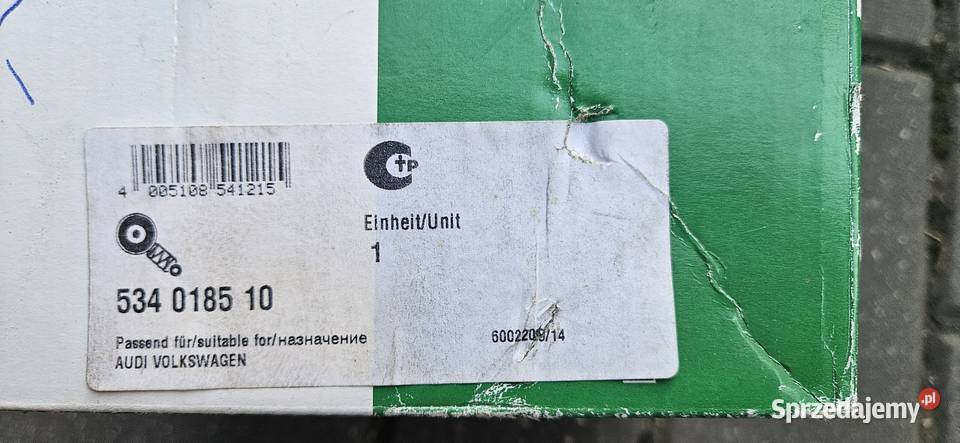 4 005108 541215
CTP
Einheit/Unit
1
534 0185 10
Passend für/suitable for/назначение
AUDI VOLKSWAGEN
6002209/14
Sprzedajemy.pl